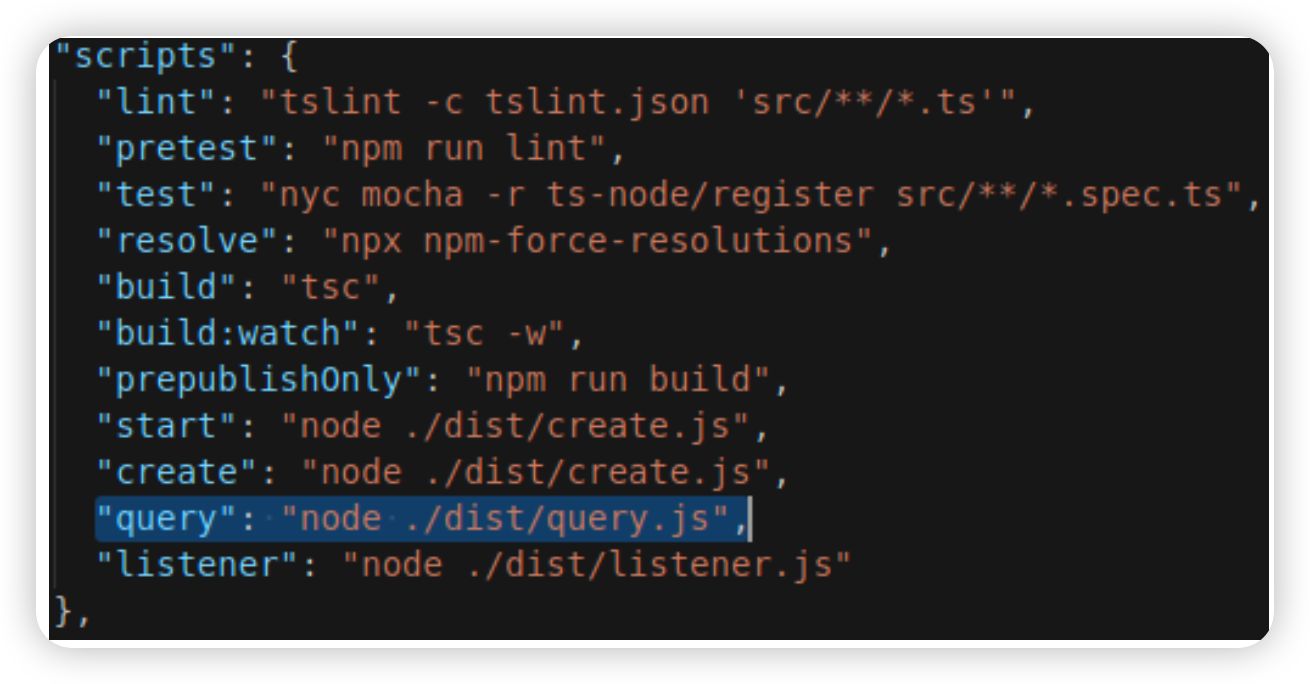 "scripts": {
"lint": "tslint -c tslint.json 'src/**/*.ts'",
"pretest": "npm run lint",
"test": "nyc mocha -r ts-node/register src/**/*.spec.ts",
"resolve": "npx npm-force-resolutions",
"build": "tsc",
"build:watch": "tsc -w",
"prepublishOnly": "npm run build",
"start": "node ./dist/create.js",
"create": "node ./dist/create.js",
"query": "node ./dist/query.js",
"listener": "node ./dist/listener.js"
},